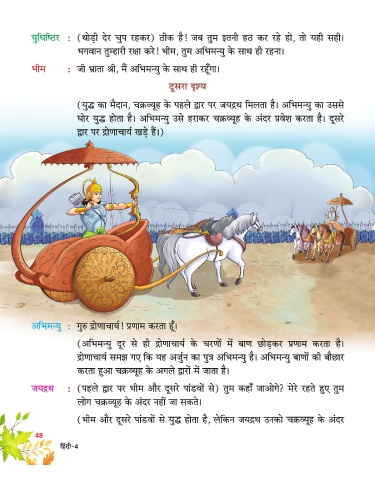 युधिष्ठिर : (थोड़ी देर चुप रहकर) ठीक है! जब तुम इतनी हठ कर रहे हो, तो यही सही।
भगवान तुम्हारी रक्षा करे! भीम, तुम अभिमन्यु के साथ ही रहना।
भीम : जी भ्राता श्री, मैं अभिमन्यु के साथ ही रहूँगा।
दूसरा दृश्य
(युद्ध का मैदान, चक्रव्यूह के पहले द्वार पर जयद्रथ मिलता है। अभिमन्यु का उससे
घोर युद्ध होता है। अभिमन्यु उसे हराकर चक्रव्यूह के अंदर प्रवेश करता है। दूसरे
द्वार पर द्रोणाचार्य खड़े हैं।)
अभिमन्यु : गुरु द्रोणाचार्य! प्रणाम करता हूँ।
(अभिमन्यु दूर से ही द्रोणाचार्य के चरणों में बाण छोड़कर प्रणाम करता है।
द्रोणाचार्य समझ गए कि यह अर्जुन का पुत्र अभिमन्यु है। अभिमन्यु बाणों की बौछार
करता हुआ चक्रव्यूह के अगले द्वारों में जाता है।
जयद्रथ : (पहले द्वार पर भीम और दूसरे पांडवों से) तुम कहाँ जाओगे? मेरे रहते हुए तुम
लोग चक्रव्यूह के अंदर नहीं जा सकते।
(भीम और दूसरे पांडवों से युद्ध होता है, लेकिन जयद्रथ उनको चक्रव्यूह के अंदर
48
हिंदी-4